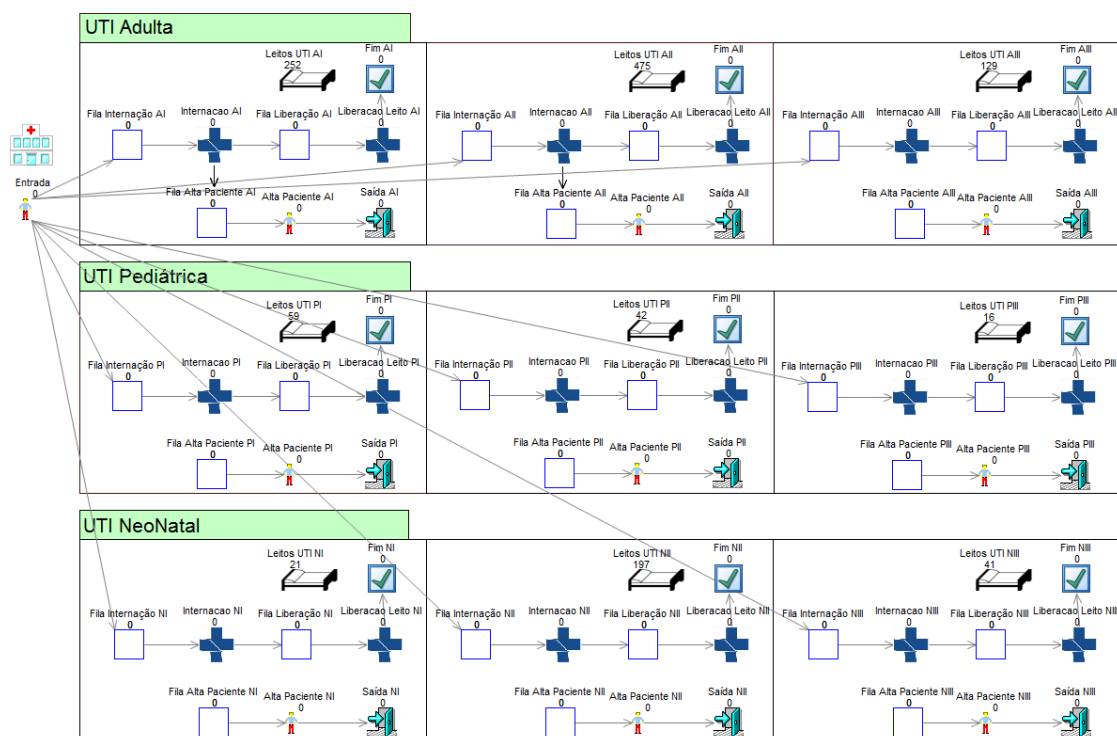 UTI Adulta
Leitos UTI AI
252
Fim AI
0
Fila Internação AI
0
Internacao AI
0
Fila Liberação AI
0
Liberacao Leito AI
0
Fila Alta Paciente AI
0
Alta Paciente AI
0
Saída AI
0
Leitos UTI AII
475
Fim AII
0
Fila Internação AII
0
Internacao AII
0
Fila Liberação AII
0
Liberacao Leito AII
0
Fila Alta Paciente AII
0
Alta Paciente AII
0
Saída AII
0
Leitos UTI AIII
129
Fim AIII
0
Fila Internação AIII
0
Internacao AIII
0
Fila Liberação AIII
0
Liberacao Leito AII
0
Fila Alta Paciente AIII
0
Alta Paciente AIII
0
Saída AIII
0
Entrada
0
UTI Pediátrica
Leitos UTI PI
59
Fim PI
0
Fila Internação PI
0
Internacao PI
0
Fila Liberação PI
0
Liberacao Leito PI
0
Fila Alta Paciente PI
0
Alta Paciente PI
0
Saída PI
0
Leitos UTI PII
42
Fim PII
0
Fila Internação PII
0
Internacao PII
0
Fila Liberação PII
0
Liberacao Leito PII
0
Fila Alta Paciente PII
0
Alta Paciente PII
0
Saída PII
0
Leitos UTI PIII
16
Fim PIII
0
Fila Internação PIII
0
Internacao PIII
0
Fila Liberação PIII
0
Liberacao Leito PIII
0
Fila Alta Paciente PIII
0
Alta Paciente PIII
0
Saída PIII
0
UTI NeoNatal
Leitos UTI NI
21
Fim NI
0
Fila Internação NI
0
Internacao NI
0
Fila Liberação NI
0
Liberacao Leito NI
0
Fila Alta Paciente NI
0
Alta Paciente NI
0
Saída NI
0
Leitos UTI NII
197
Fim NII
0
Fila Internação NII
0
Internacao NII
0
Fila Liberação NII
0
Liberacao Leito NII
0
Fila Alta Paciente NII
0
Alta Paciente NII
0
Saída NII
0
Leitos UTI NIII
41
Fim NIII
0
Fila Internação NIII
0
Internacao NIII
0
Fila Liberação NIII
0
Liberacao Leito NII
0
Fila Alta Paciente NIII
0
Alta Paciente NIII
0
Saída NIII
0